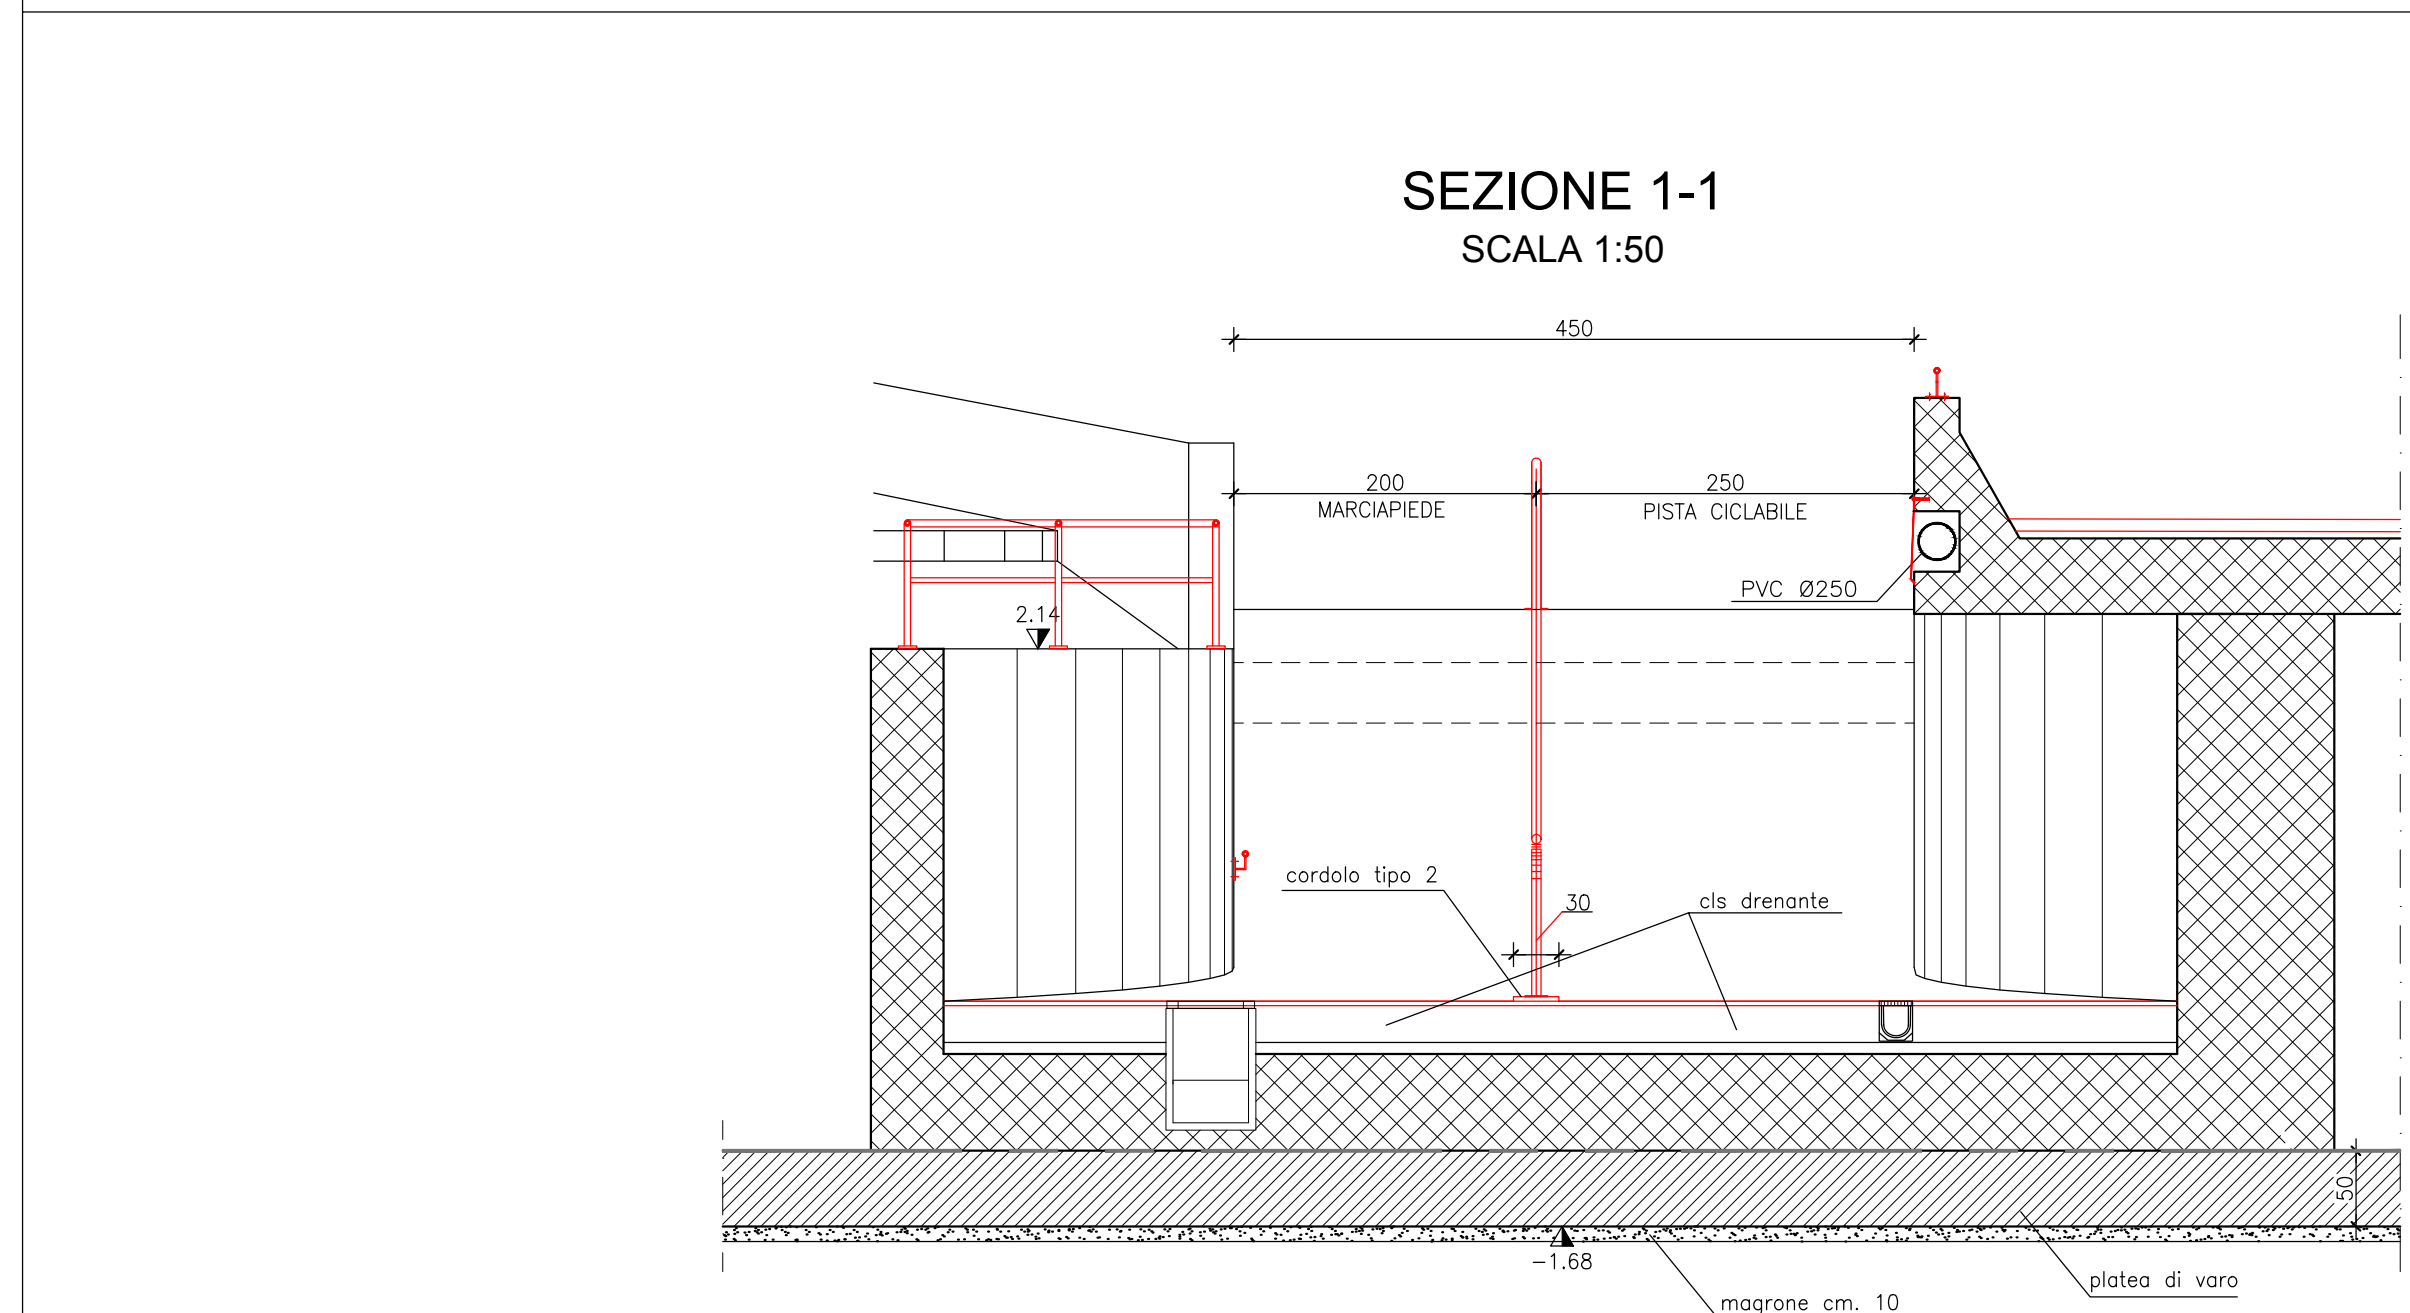 SEZIONE 1-1
SCALA 1:50
450
200
250
MARCIAPIEDE
PISTA CICLABILE
PVC Ø250
2.14
cordolo tipo 2
30
cls drenante
50
-1.68
platea di varo
magrone cm. 10